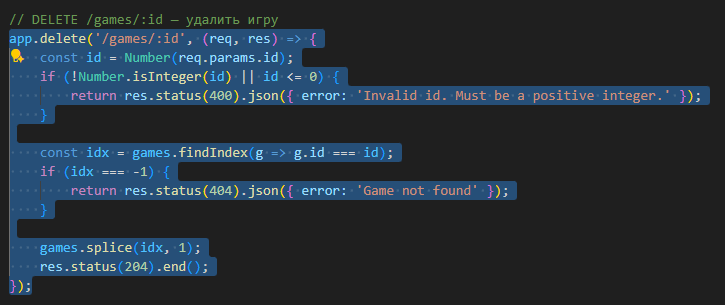 // DELETE /games/:id — удалить игру
app.delete('/games/:id', (req, res) => {
    const id = Number(req.params.id);
    if (!Number.isInteger(id) || id <= 0) {
        return res.status(400).json({ error: 'Invalid id. Must be a positive integer.' });
    }

    const idx = games.findIndex(g => g.id === id);
    if (idx === -1) {
        return res.status(404).json({ error: 'Game not found' });
    }

    games.splice(idx, 1);
    res.status(204).end();
});